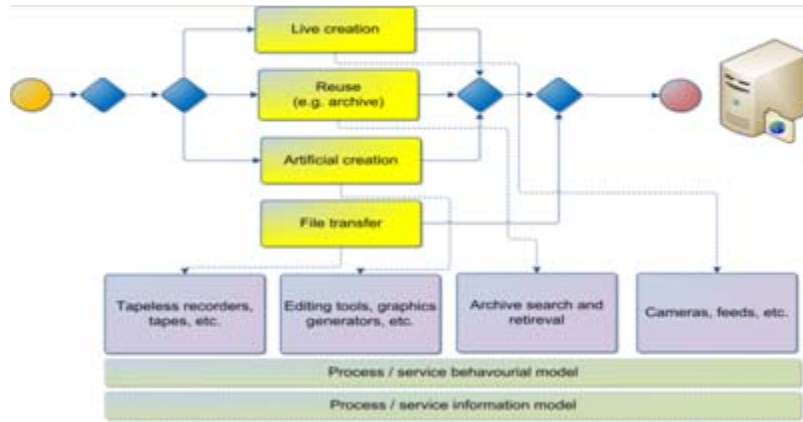 Live creation
Reuse
(e.g. archive)
Artificial creation
File transfer
Tapeless recorders,
tapes, etc.
Editing tools, graphics
generators, etc.
Archive search and
retireval
Cameras, feeds, etc.
Process / service behavourial model
Process / service information model